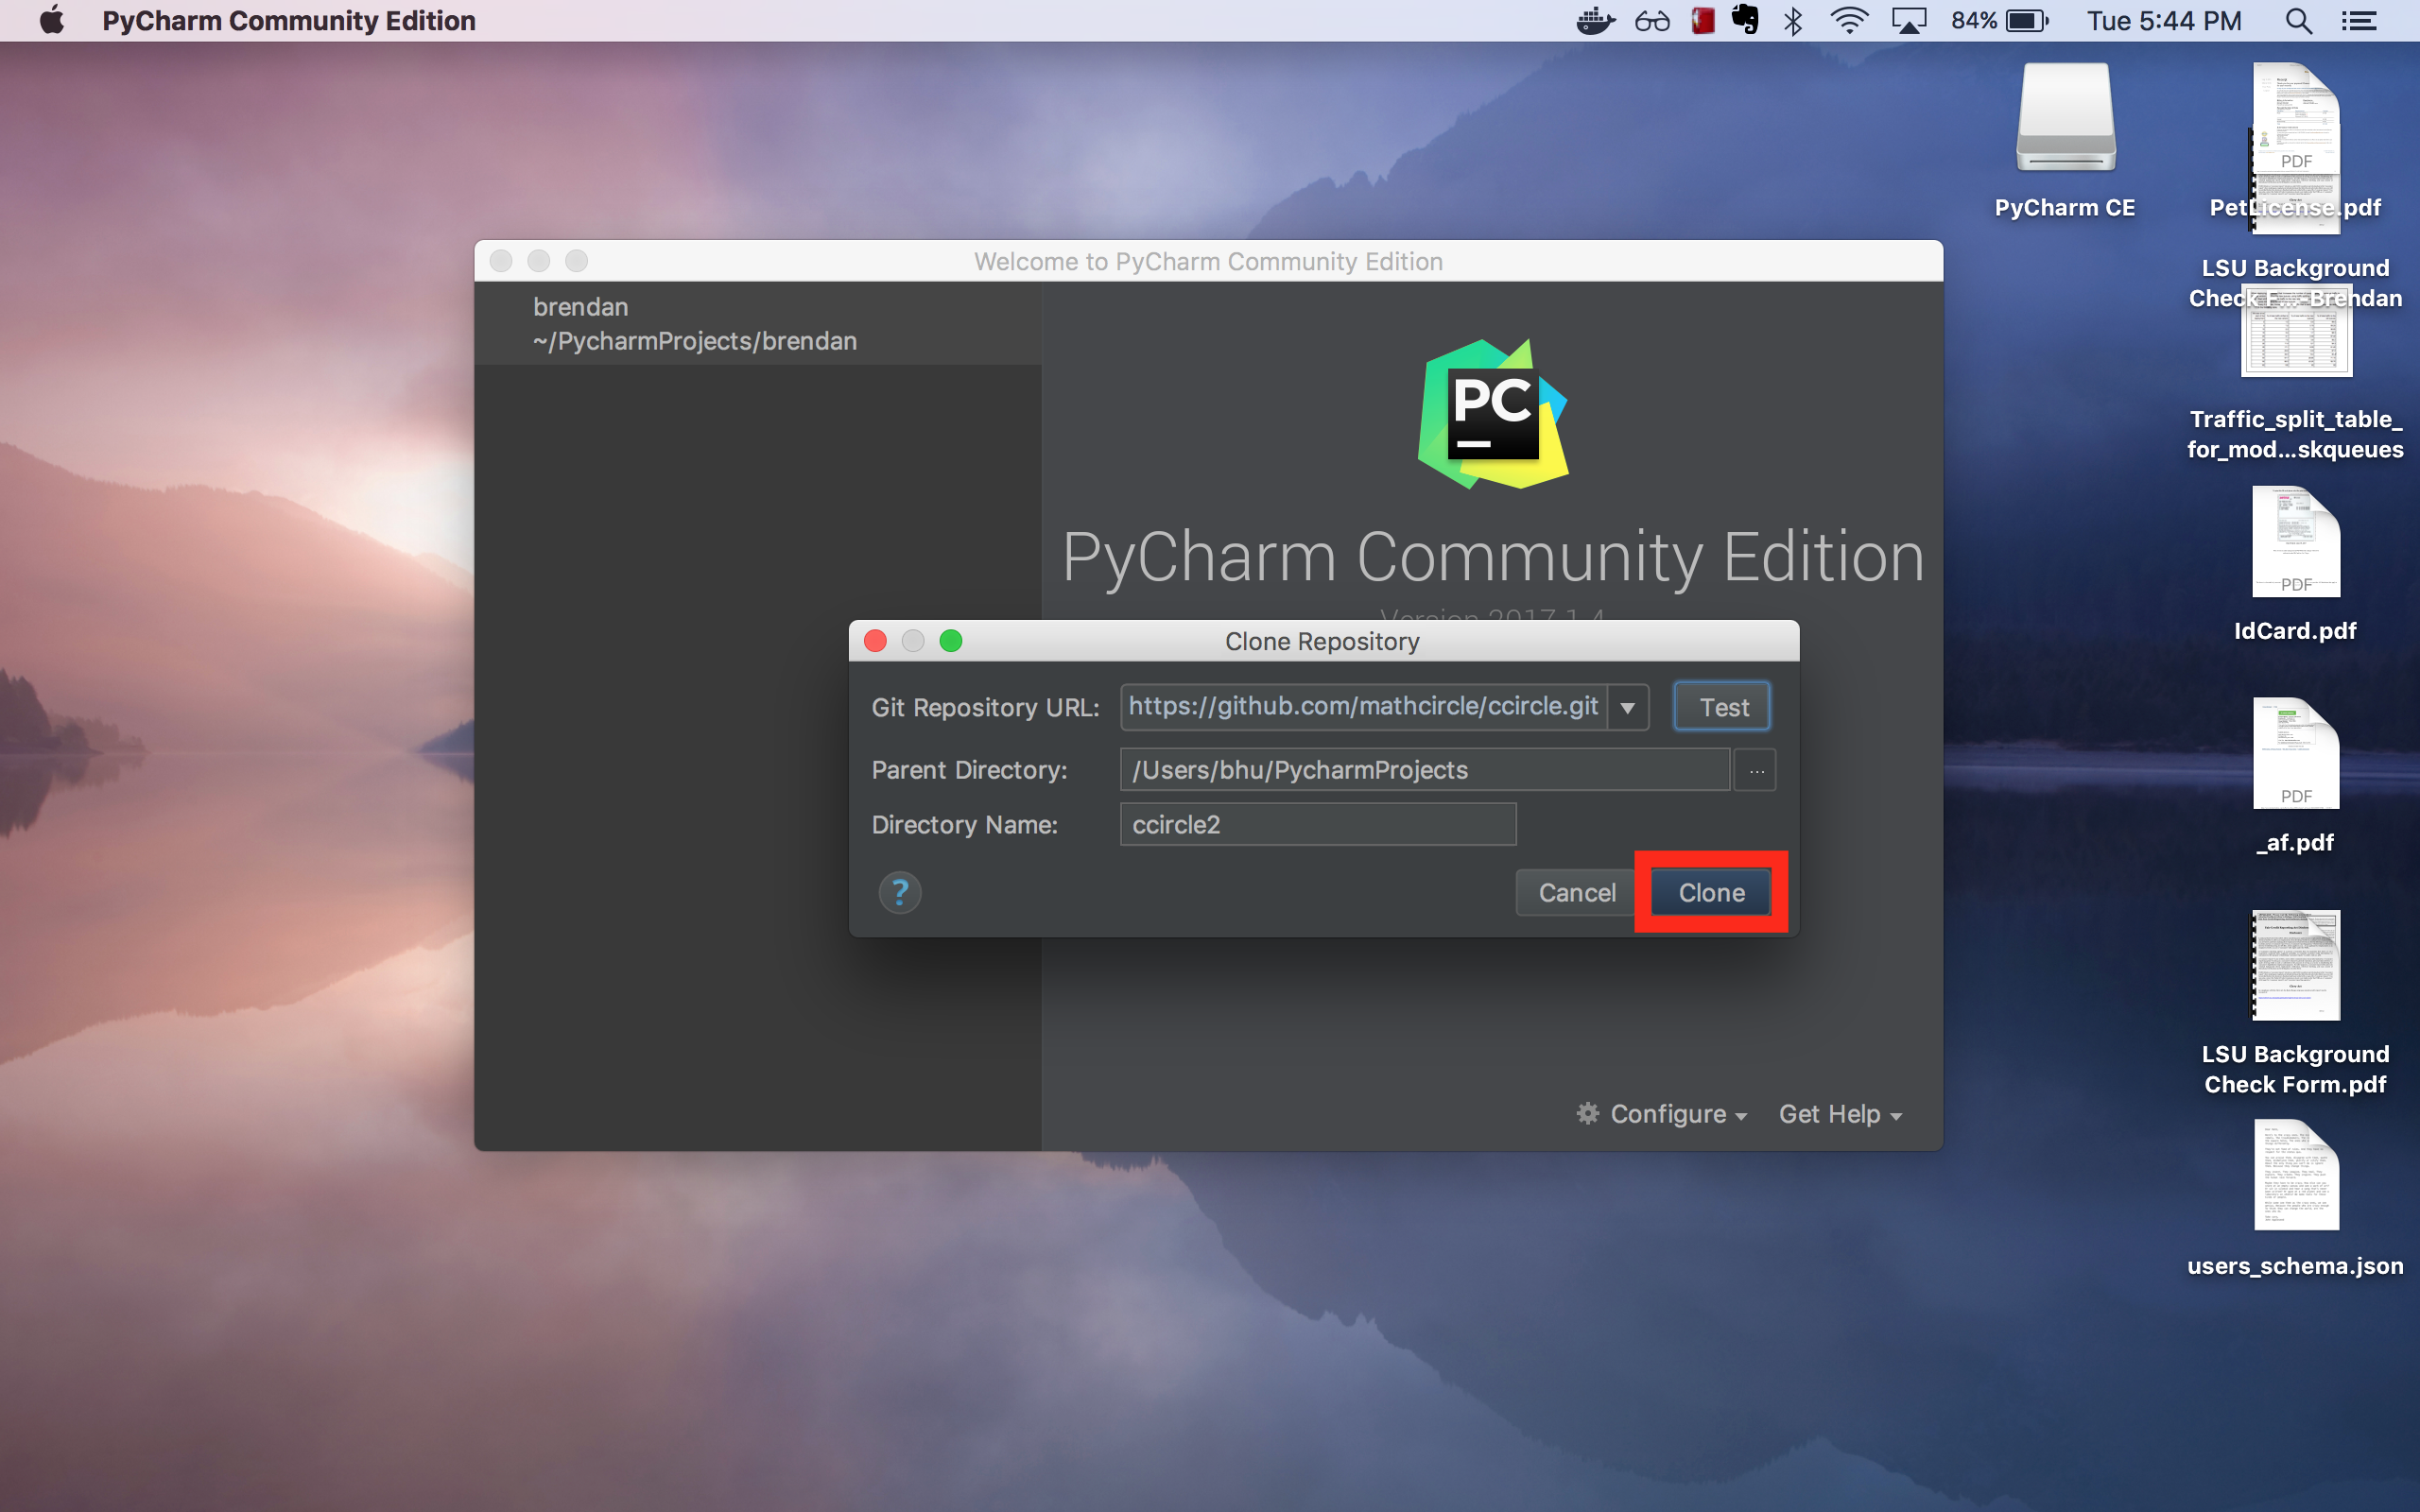 PyCharm Community Edition
84%
Tue 5:44 PM
PyCharm CE
PDF
PetLicense.pdf
LSU Background
Check F...-Brendan
Traffic_split_table_
for_mod...skqueues
PDF
IdCard.pdf
PDF
_af.pdf
LSU Background
Check Form.pdf
users_schema.json
Welcome to PyCharm Community Edition
brendan
~/PycharmProjects/brendan
PC
PyCharm Community Edition
Version 2017.1.4
Clone Repository
Git Repository URL: https://github.com/mathcircle/ccircle.git Test
Parent Directory: /Users/bhu/PycharmProjects ...
Directory Name: ccircle2
? Cancel Clone
Configure Get Help